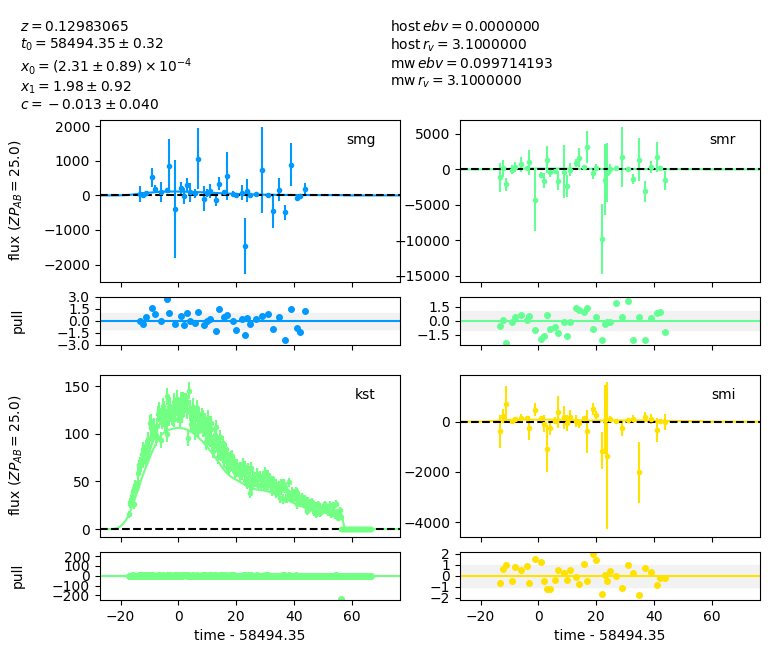 z = 0.12983065
t0 = 58494.35 ± 0.32
x0 = (2.31 ± 0.89) × 10^−4
x1 = 1.98 ± 0.92
c = −0.013 ± 0.040
host ebv = 0.0000000
host rv = 3.1000000
mw ebv = 0.099714193
mw rv = 3.1000000
flux (ZP_AB = 25.0)
2000
1000
0
−1000
−2000
smg
5000
0
−5000
−10000
−15000
smr
pull
3.0
1.5
0.0
−1.5
−3.0
1.5
0.0
−1.5
flux (ZP_AB = 25.0)
150
100
50
0
kst
0
−2000
−4000
smi
pull
200
100
0
−100
−200
2
1
0
−1
−2
−20 0 20 40 60
−20 0 20 40 60
time - 58494.35
time - 58494.35